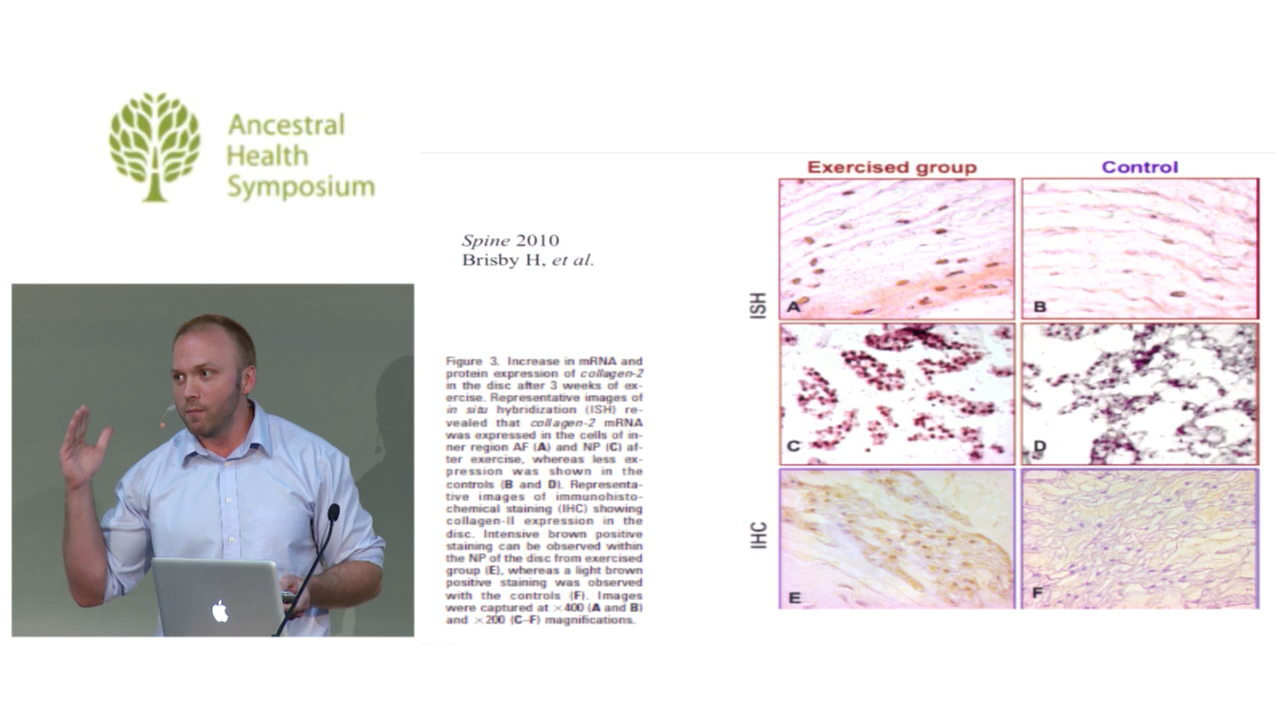 Ancestral
Health
Symposium
Spine 2010
Brisby H, et al.
Figure 3. Increase in mRNA and
protein expression of collagen-2
in the disc after 3 weeks of ex-
ercise. Representative images of
in situ hybridization (ISH) re-
vealed that collagen-2 mRNA
was expressed in the cells of in-
ner region AF (A) and NP (C) af-
ter exercise, whereas less ex-
pression was shown in the
controls (B and D). Representa-
tive images of immunohisto-
chemical staining (IHC) showing
collagen-II expression in the
disc. Intensive brown positive
staining can be observed within
the NP of the disc from exercised
group (E), whereas a light brown
positive staining was observed
with the controls (F). Images
were captured at ×400 (A and B)
and ×200 (C–F) magnifications.
Exercised group Control
ISH
A B
C D
IHC
E F